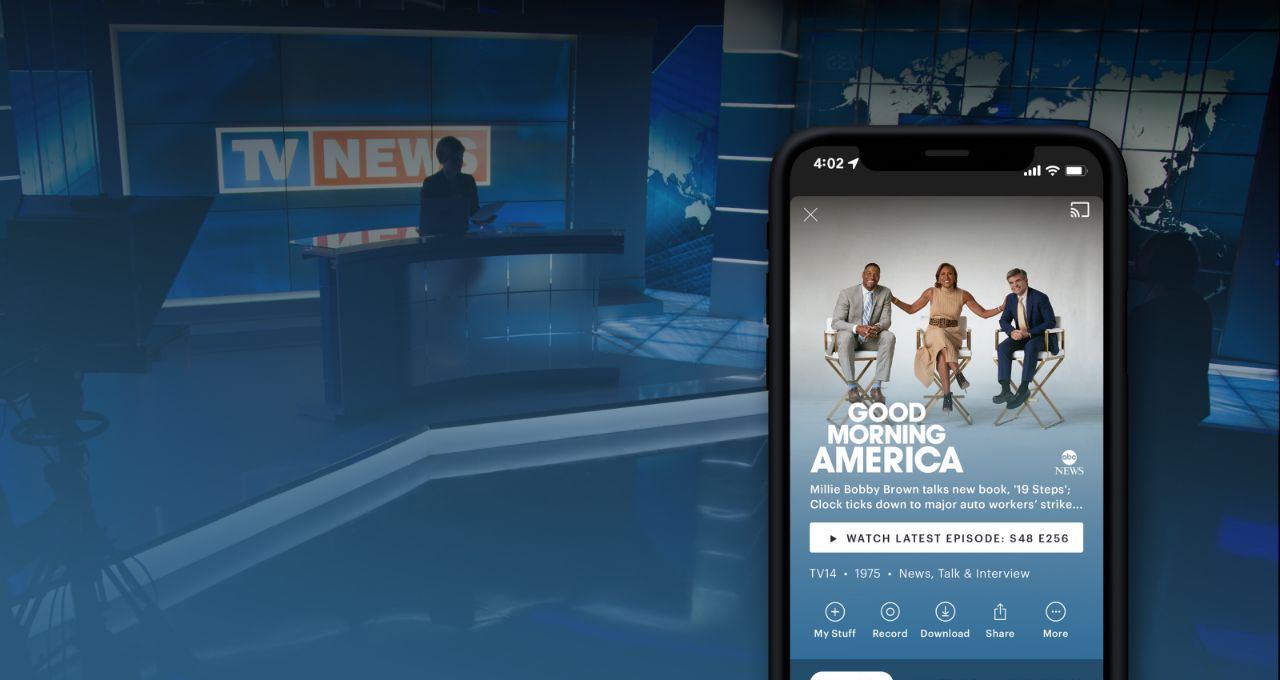 TV NEWS
4:02
GOOD
MORNING
AMERICA
abc
NEWS
Millie Bobby Brown talks new book, '19 Steps';
Clock ticks down to major auto workers' strike...
WATCH LATEST EPISODE: S48 E256
TV14 • 1975 • News, Talk & Interview
My Stuff Record Download Share More